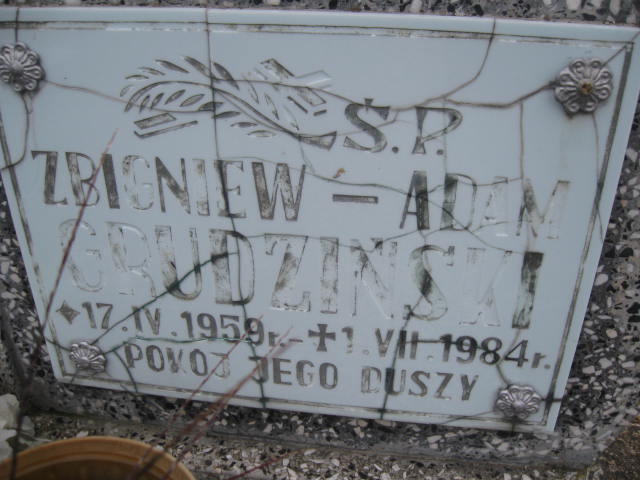 Ś.P.
ZBIGNIEW — ADAM
GRUDZIŃSKI
17.IV.1959r.-✝1.VII.1984r.
POKÓJ JEGO DUSZY